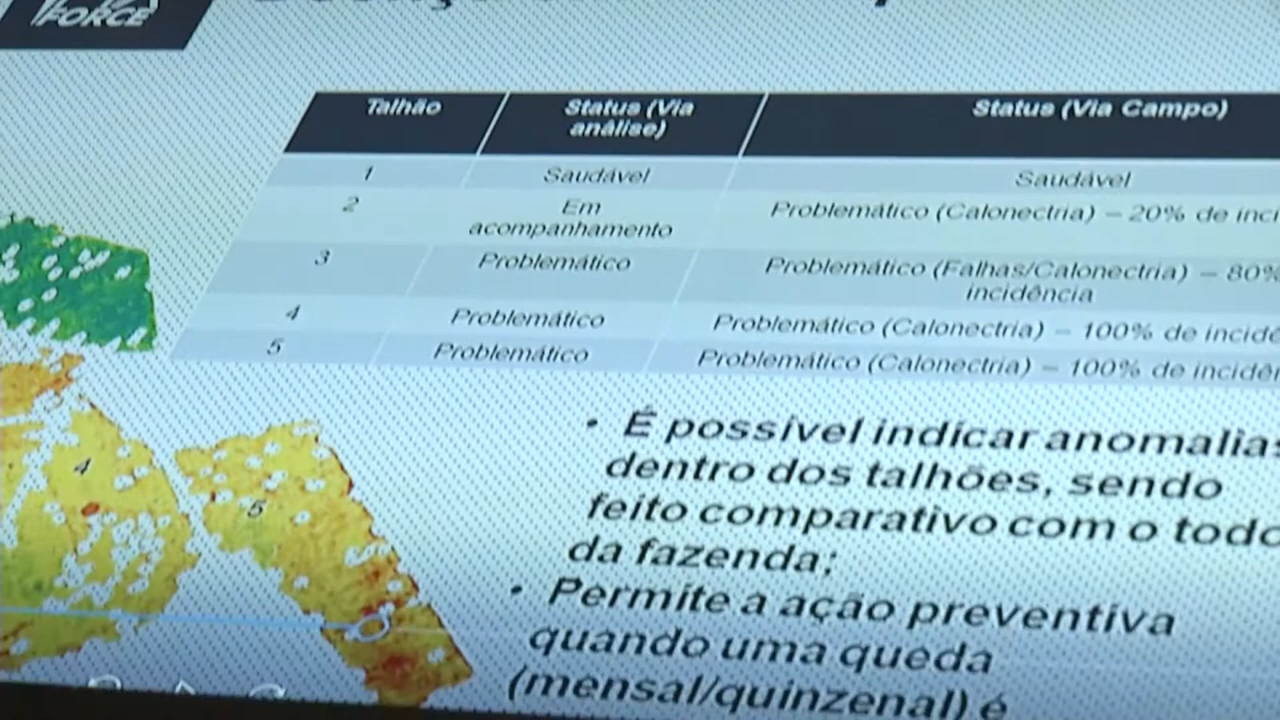 FORCE
Talhão Status (Via Status (Via Campo)
análise)
1 Saudável Saudável
2 Em Problemático (Calonectria) – 20% de
acompanhamento
3 Problemático Problemático (Falhas/Calonectria) – 80%
incidência
4 Problemático Problemático (Calonectria) – 100% de
5 Problemático Problemático (Calonectria) – 100% de
• É possível indicar anomalias
dentro dos talhões, sendo
feito comparativo com o todo
da fazenda;
• Permite a ação preventiva
quando uma queda
(mensal/quinzenal) é
4
5